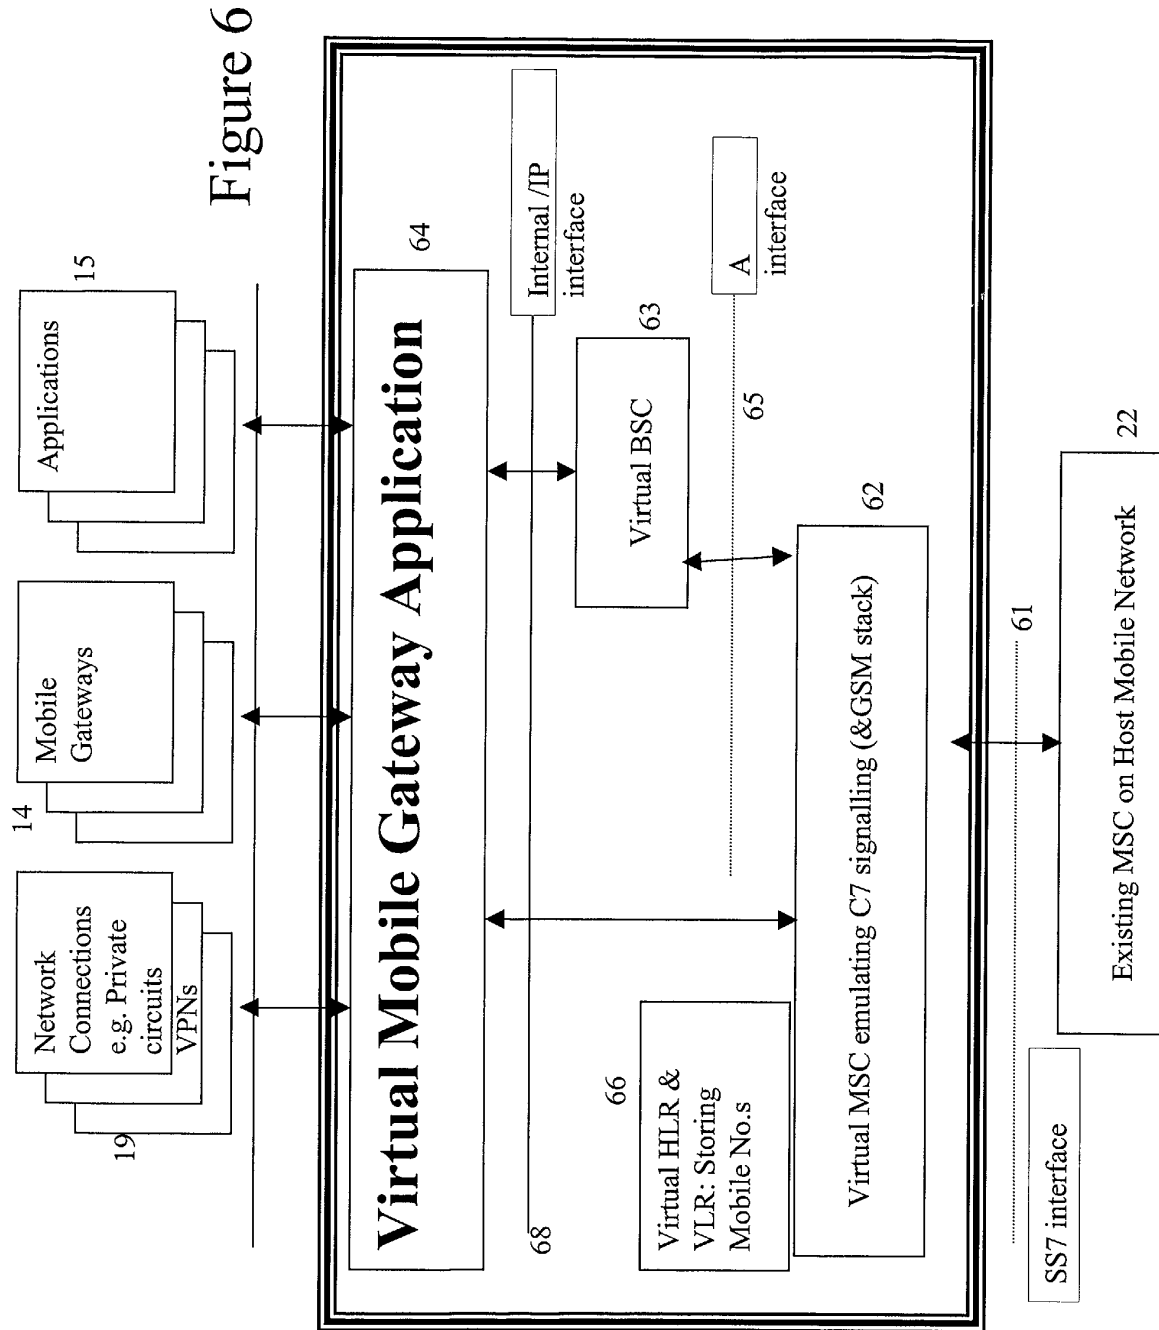 Figure 6
19
Network
Connections
e.g. Private
circuits
VPNs
14
Mobile
Gateways
15
Applications
Virtual Mobile Gateway Application
64
68
Internal /IP
interface
Virtual BSC
63
66
Virtual HLR &
VLR: Storing
Mobile No.s
65
A
interface
Virtual MSC emulating C7 signalling (&GSM stack)
62
61
SS7 interface
Existing MSC on Host Mobile Network
22